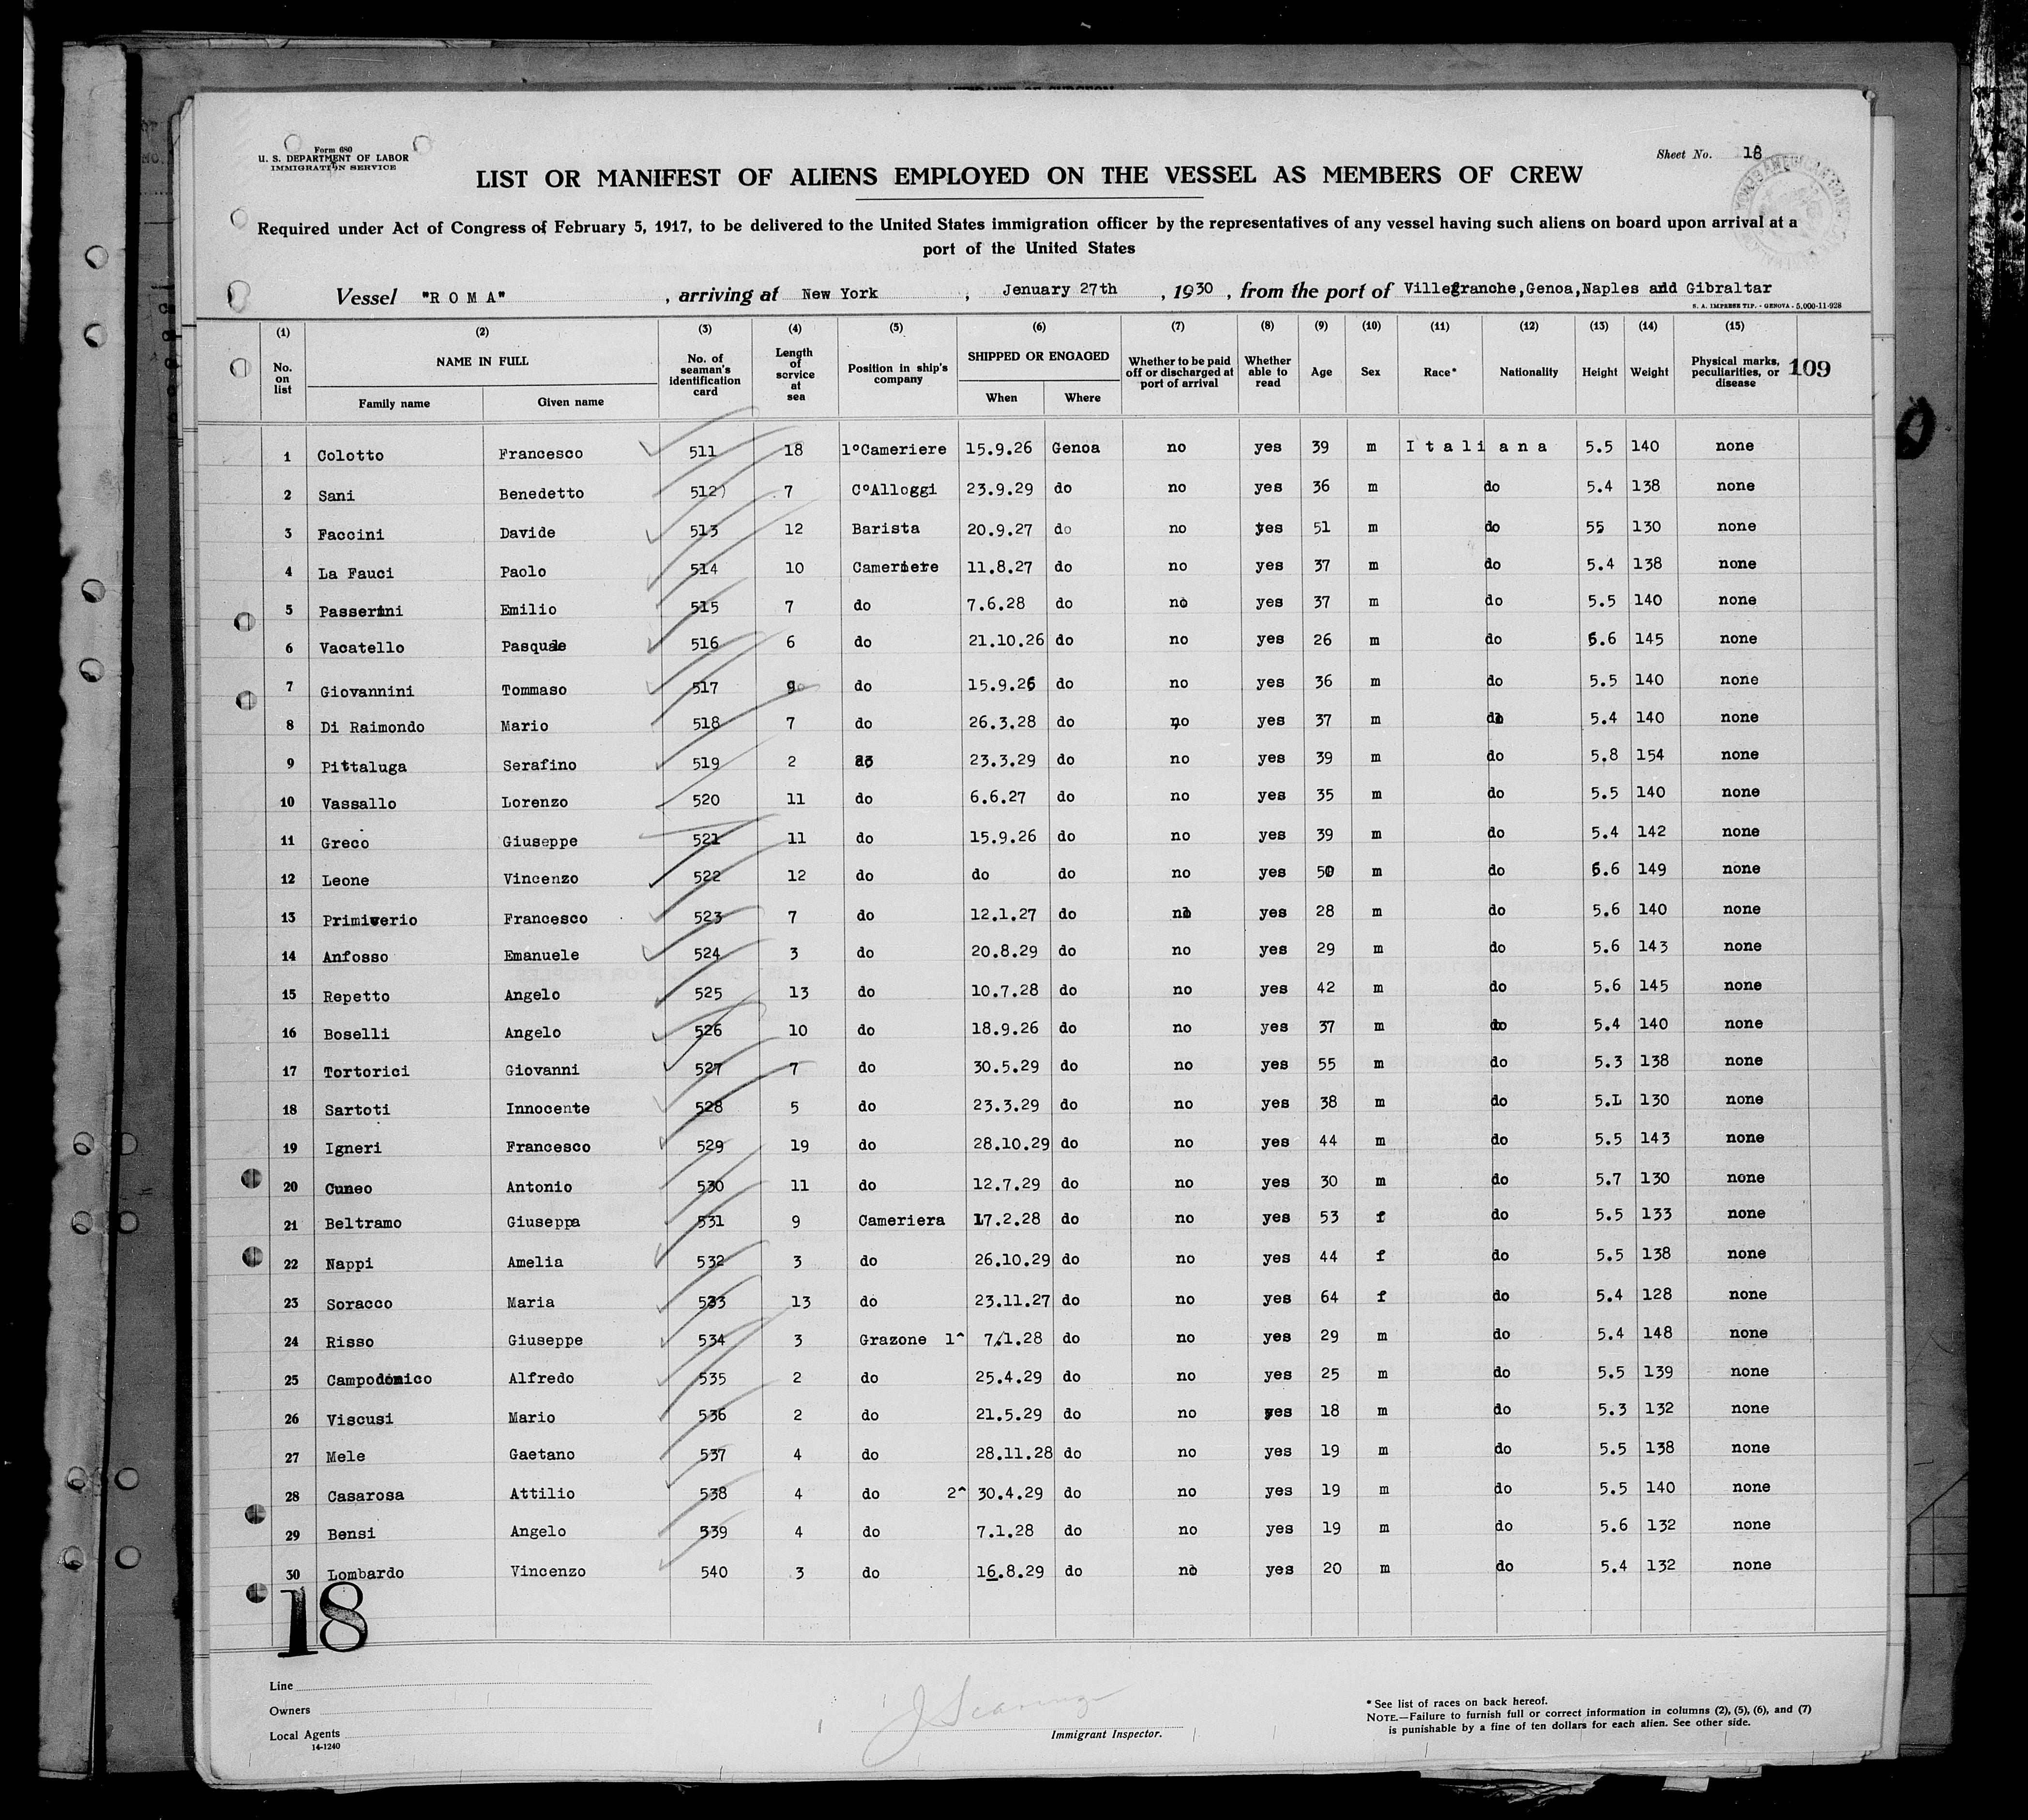 Form 680
U. S. DEPARTMENT OF LABOR
IMMIGRATION SERVICE
Sheet No. 18
LIST OR MANIFEST OF ALIENS EMPLOYED ON THE VESSEL AS MEMBERS OF CREW
Required under Act of Congress of February 5, 1917, to be delivered to the United States immigration officer by the representatives of any vessel having such aliens on board upon arrival at a
port of the United States
Vessel "R O M A" , arriving at New York , Jenuary 27th , 1930 , from the port of Villefranche,Genoa,Naples and Gibraltar
S. A. IMPRESE TIP. - GENOVA - 5.000-11-928
(1) (2) (3) (4) (5) (6) (7) (8) (9) (10) (11) (12) (13) (14) (15)
No. on list NAME IN FULL Family name Given name No. of seaman's identification card Length of service at sea Position in ship's company SHIPPED OR ENGAGED When Where Whether to be paid off or discharged at port of arrival Whether able to read Age Sex Race* Nationality Height Weight Physical marks, peculiarities, or disease 109
1 Colotto Francesco 511 18 1°Cameriere 15.9.26 Genoa no yes 39 m I t a l i a n a 5.5 140 none
2 Sani Benedetto 512 7 C°Alloggi 23.9.29 do no yes 36 m do 5.4 138 none
3 Faccini Davide 513 12 Barista 20.9.27 do no yes 51 m do 55 130 none
4 La Fauci Paolo 514 10 Cameriere 11.8.27 do no yes 37 m do 5.4 138 none
5 Passerini Emilio 515 7 do 7.6.28 do no yes 37 m do 5.5 140 none
6 Vacatello Pasquale 516 6 do 21.10.26 do no yes 26 m do 5.6 145 none
7 Giovannini Tommaso 517 9 do 15.9.26 do no yes 36 m do 5.5 140 none
8 Di Raimondo Mario 518 7 do 26.3.28 do no yes 37 m do 5.4 140 none
9 Pittaluga Serafino 519 2 do 23.3.29 do no yes 39 m do 5.8 154 none
10 Vassallo Lorenzo 520 11 do 6.6.27 do no yes 35 m do 5.5 140 none
11 Greco Giuseppe 521 11 do 15.9.26 do no yes 39 m do 5.4 142 none
12 Leone Vincenzo 522 12 do do do no yes 50 m do 5.6 149 none
13 Primiverio Francesco 523 7 do 12.1.27 do no yes 28 m do 5.6 140 none
14 Anfosso Emanuele 524 3 do 20.8.29 do no yes 29 m do 5.6 143 none
15 Repetto Angelo 525 13 do 10.7.28 do no yes 42 m do 5.6 145 none
16 Boselli Angelo 526 10 do 18.9.26 do no yes 37 m do 5.4 140 none
17 Tortorici Giovanni 527 7 do 30.5.29 do no yes 55 m do 5.3 138 none
18 Sartoti Innocente 528 5 do 23.3.29 do no yes 38 m do 5.L 130 none
19 Igneri Francesco 529 19 do 28.10.29 do no yes 44 m do 5.5 143 none
20 Cuneo Antonio 530 11 do 12.7.29 do no yes 30 m do 5.7 130 none
21 Beltramo Giuseppa 531 9 Cameriera 17.2.28 do no yes 53 f do 5.5 133 none
22 Nappi Amelia 532 3 do 26.10.29 do no yes 44 f do 5.5 138 none
23 Soracco Maria 533 13 do 23.11.27 do no yes 64 f do 5.4 128 none
24 Risso Giuseppe 534 3 Grazone 1^ 7.1.28 do no yes 29 m do 5.4 148 none
25 Campodonico Alfredo 535 2 do 25.4.29 do no yes 25 m do 5.5 139 none
26 Viscusi Mario 536 2 do 21.5.29 do no yes 18 m do 5.3 132 none
27 Mele Gaetano 537 4 do 28.11.28 do no yes 19 m do 5.5 138 none
28 Casarosa Attilio 538 4 do 2^ 30.4.29 do no yes 19 m do 5.5 140 none
29 Bensi Angelo 539 4 do 7.1.28 do no yes 19 m do 5.6 132 none
30 Lombardo Vincenzo 540 3 do 16.8.29 do no yes 20 m do 5.4 132 none
18
Line
Owners
Local Agents
14-1240
Immigrant Inspector.
* See list of races on back hereof.
NOTE.—Failure to furnish full or correct information in columns (2), (5), (6), and (7)
is punishable by a fine of ten dollars for each alien. See other side.